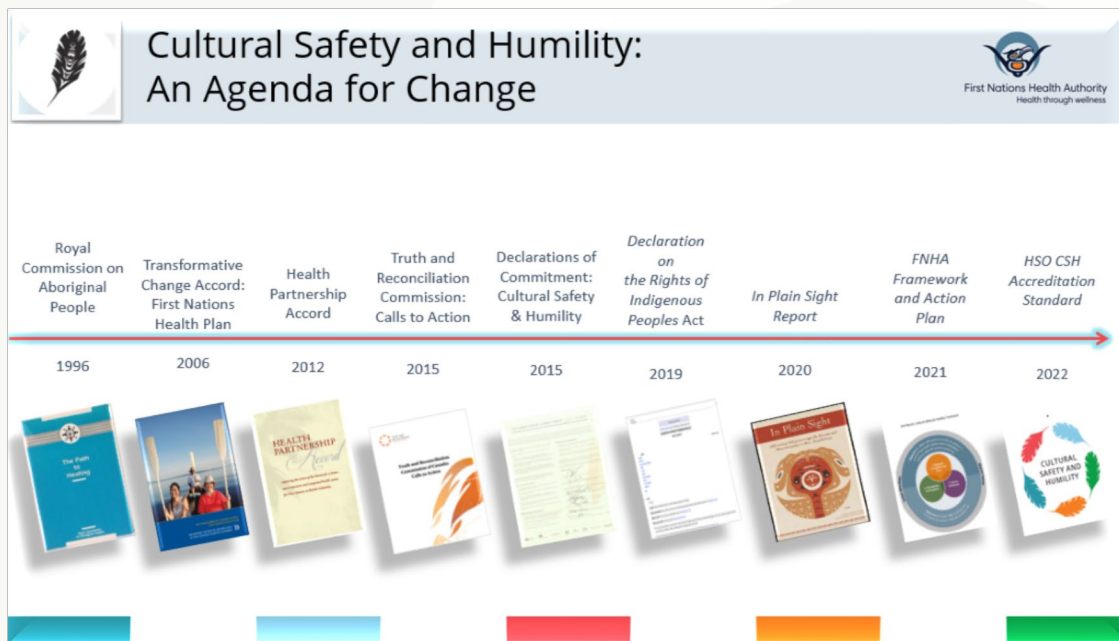 Cultural Safety and Humility:
An Agenda for Change
First Nations Health Authority
Health through wellness
Royal
Commission on
Aboriginal
People
Transformative
Change Accord:
First Nations
Health Plan
Health
Partnership
Accord
Truth and
Reconciliation
Commission:
Calls to Action
Declarations of
Commitment:
Cultural Safety
& Humility
Declaration
on
the Rights of
Indigenous
Peoples Act
In Plain Sight
Report
FNHA
Framework
and Action
Plan
HSO CSH
Accreditation
Standard
1996
2006
2012
2015
2015
2019
2020
2021
2022
The Path
to
Healing
HEALTH
PARTNERSHIP
Accord
Truth and Reconciliation
Commission of Canada:
Calls to Action
In Plain Sight
CULTURAL
SAFETY AND
HUMILITY